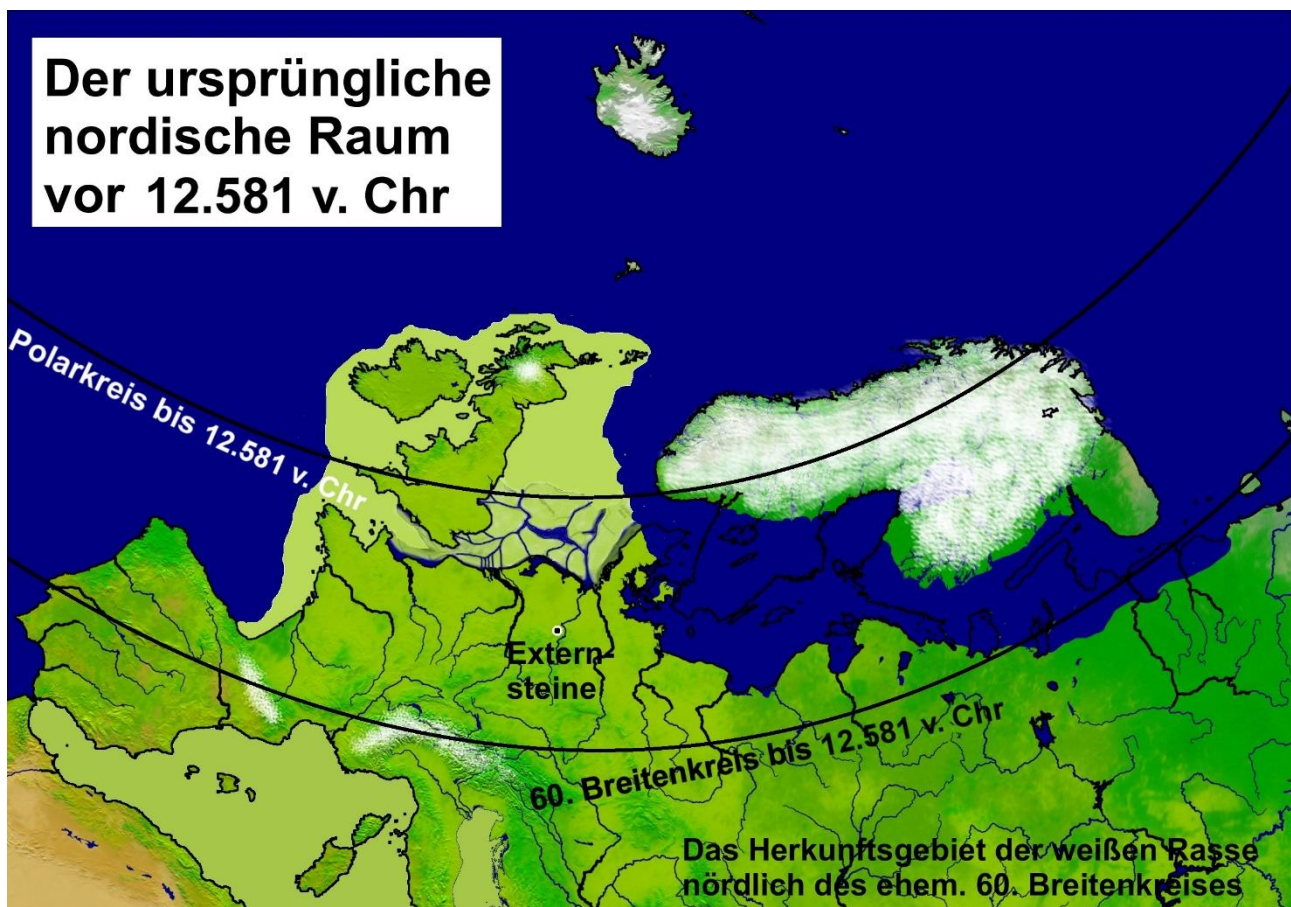 Der ursprüngliche
nordische Raum
vor 12.581 v. Chr
Polarkreis bis 12.581 v. Chr
Extern-
steine
60. Breitenkreis bis 12.581 v. Chr
Das Herkunftsgebiet der weißen Rasse
nördlich des ehem. 60. Breitenkreises